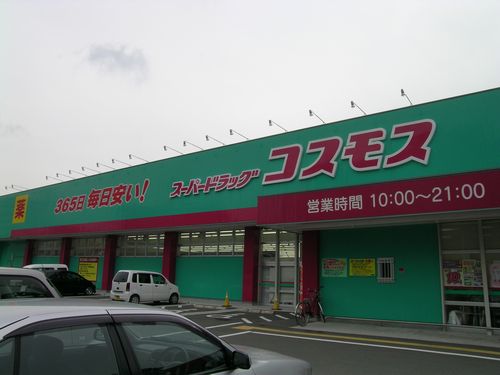 薬
365日 毎日安い!
スーパードラッグ コスモス
営業時間 10:00~21:00